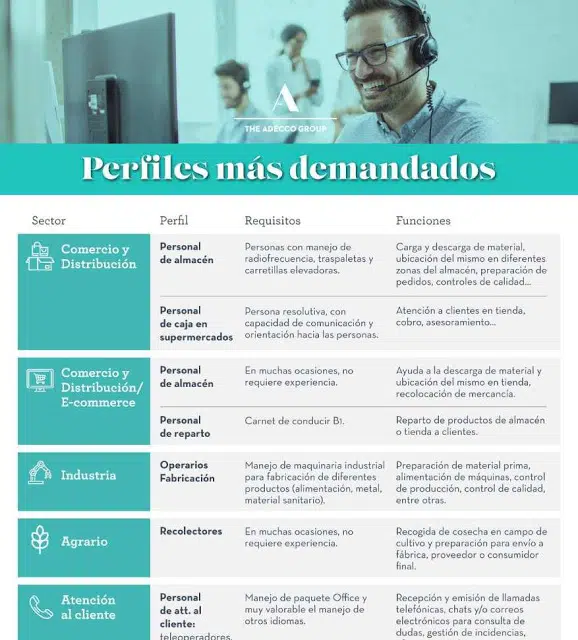 A
THE ADECCO GROUP
Perfiles más demandados
Sector
Perfil
Requisitos
Funciones
Comercio y
Distribución
Personal
de almacén
Personas con manejo de
radiofrecuencia, traspaletas y
carretillas elevadoras.
Carga y descarga de material,
ubicación del mismo en diferentes
zonas del almacén, preparación de
pedidos, controles de calidad...
Personal
de caja en
supermercados
Persona resolutiva, con
capacidad de comunicación y
orientación hacia las personas.
Atención a clientes en tienda,
cobro, asesoramiento...
Comercio y
Distribución/
E-commerce
Personal
de almacén
En muchas ocasiones, no
requiere experiencia.
Ayuda a la descarga de material y
ubicación del mismo en tienda,
recolocación de mercancía.
Personal
de reparto
Carnet de conducir B1.
Reparto de productos de almacén
o tienda a clientes.
Industria
Operarios
Fabricación
Manejo de maquinaria industrial
para fabricación de diferentes
productos (alimentación, metal,
material sanitario).
Preparación de material prima,
alimentación de máquinas, control
de producción, control de calidad,
entre otras.
Agrario
Recolectores
En muchas ocasiones, no
requiere experiencia.
Recogida de cosecha en campo de
cultivo y preparación para envío a
fábrica, proveedor o consumidor
final.
Atención
al cliente
Personal
de att. al
cliente:
teleoperadores,
Manejo de paquete Office y
muy valorable el manejo de
otros idiomas.
Recepción y emisión de llamadas
telefónicas, chats y/o correos
electrónicos para consulta de
dudas, gestión de incidencias,